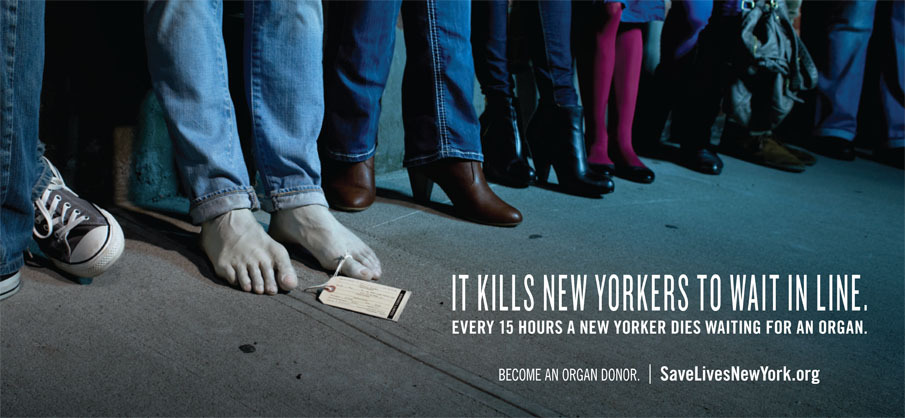 IT KILLS NEW YORKERS TO WAIT IN LINE.
EVERY 15 HOURS A NEW YORKER DIES WAITING FOR AN ORGAN.
BECOME AN ORGAN DONOR. | SaveLivesNewYork.org